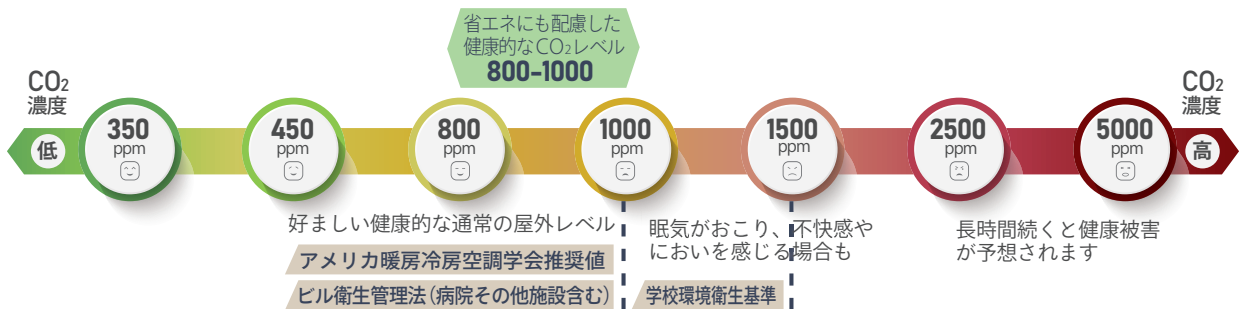 省エネにも配慮した
健康的なCO₂レベル
800-1000
CO₂
濃度
低
350
ppm
450
ppm
800
ppm
1000
ppm
1500
ppm
2500
ppm
5000
ppm
CO₂
濃度
高
好ましい健康的な通常の屋外レベル
アメリカ暖房冷房空調学会推奨値
ビル衛生管理法(病院その他施設含む)
眠気がおこり、不快感や
においを感じる場合も
学校環境衛生基準
長時間続くと健康被害
が予想されます